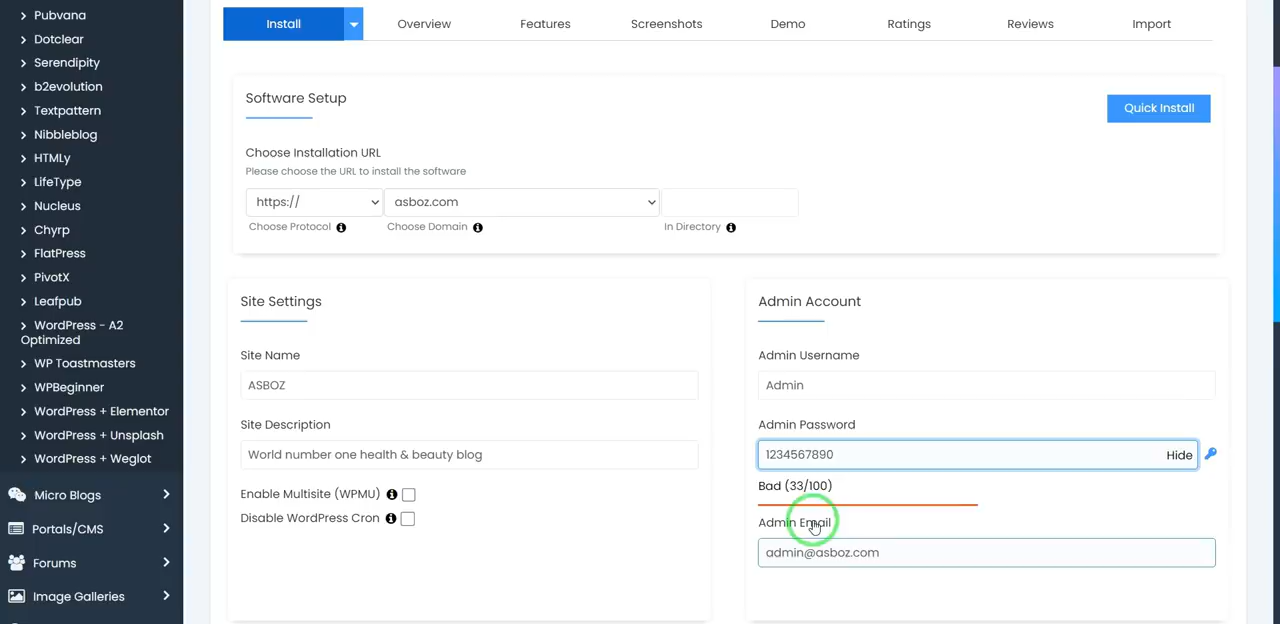 Pubvana
Dotclear
Serendipity
b2evolution
Textpattern
Nibbleblog
HTMLy
LifeType
Nucleus
Chyrp
FlatPress
PivotX
Leafpub
WordPress - A2
Optimized
WP Toastmasters
WPBeginner
WordPress + Elementor
WordPress + Unsplash
WordPress + Weglot
Micro Blogs
Portals/CMS
Forums
Image Galleries
Install Overview Features Screenshots Demo Ratings Reviews Import
Software Setup
Quick Install
Choose Installation URL
Please choose the URL to install the software
https:// asboz.com
Choose Protocol Choose Domain In Directory
Site Settings
Site Name
ASBOZ
Site Description
World number one health & beauty blog
Enable Multisite (WPMU)
Disable WordPress Cron
Admin Account
Admin Username
Admin
Admin Password
1234567890 Hide
Bad (33/100)
Admin Email
admin@asboz.com